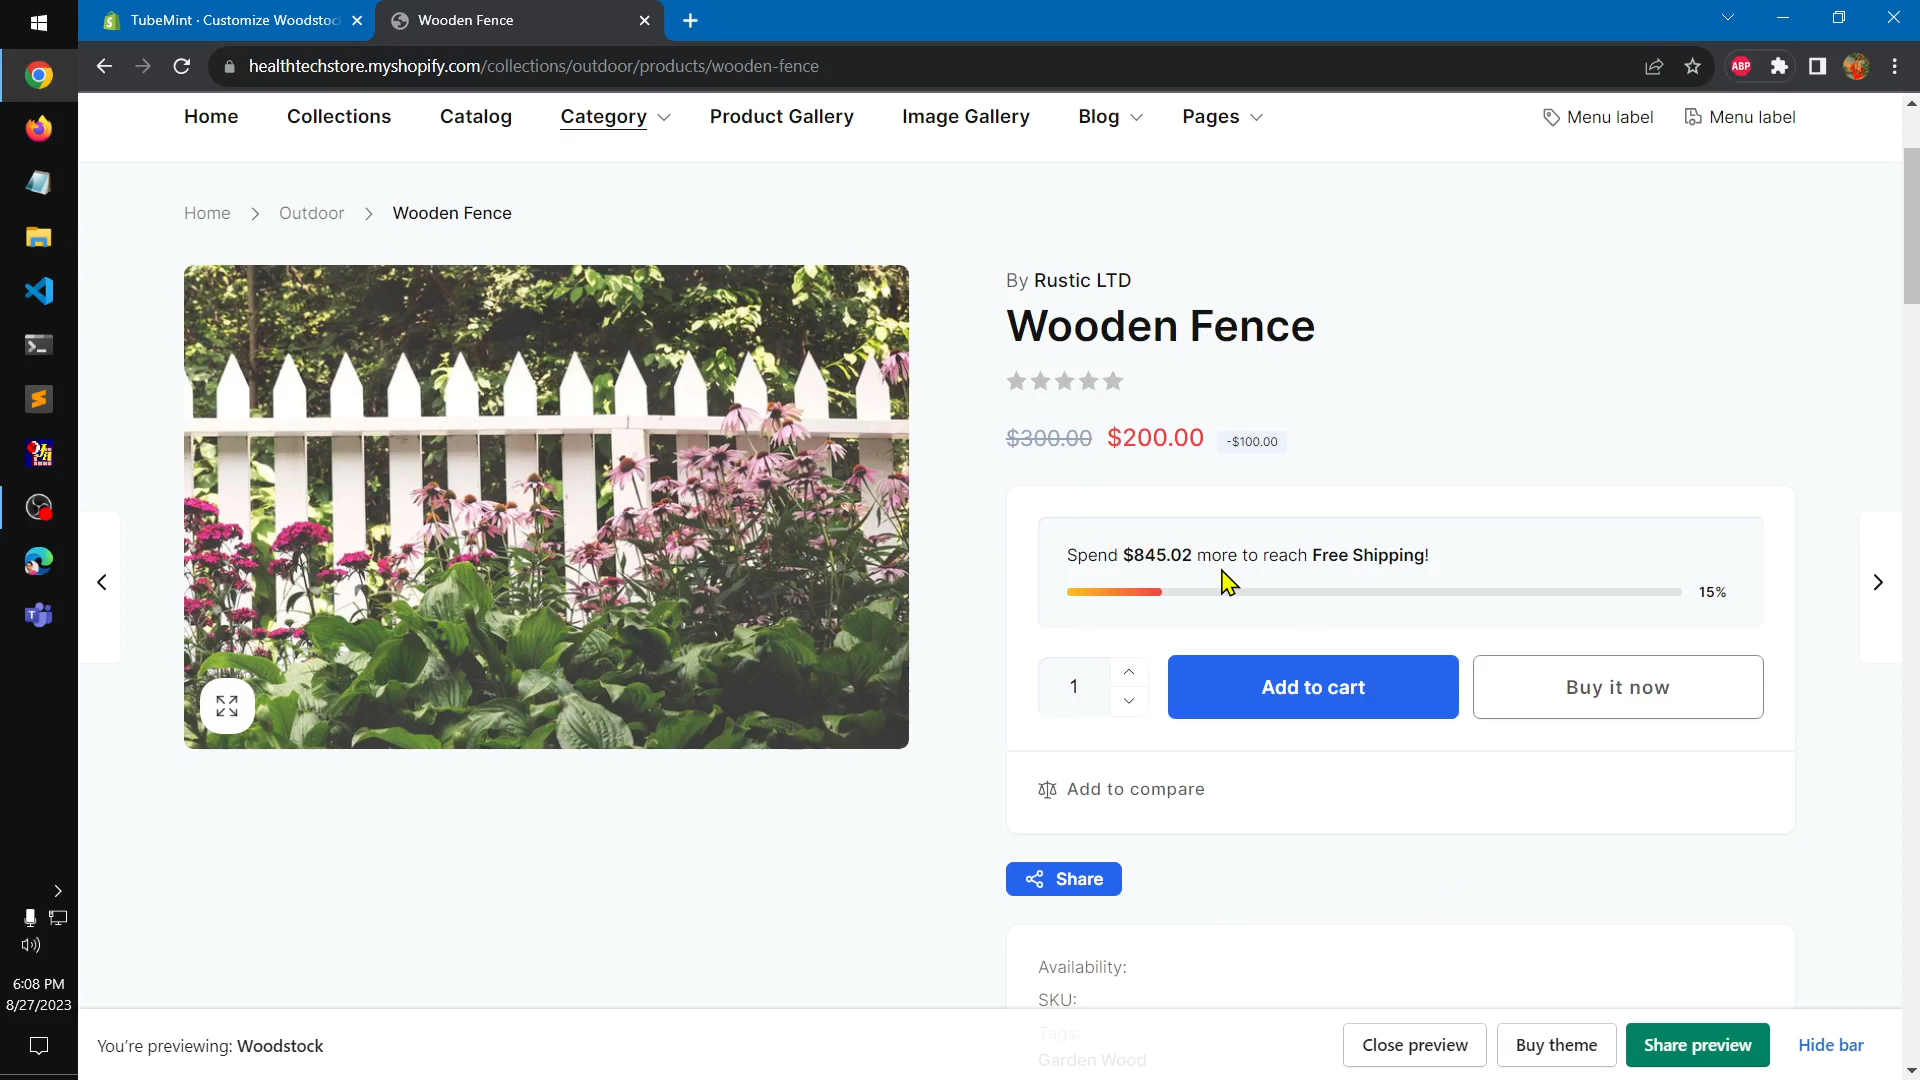 TubeMint · Customize Woodstoc
Wooden Fence
healthtechstore.myshopify.com/collections/outdoor/products/wooden-fence
ABP
Home
Collections
Catalog
Category
Product Gallery
Image Gallery
Blog
Pages
Menu label
Menu label
Home > Outdoor > Wooden Fence
By Rustic LTD
Wooden Fence
$300.00 $200.00 -$100.00
Spend $845.02 more to reach Free Shipping!
15%
1
Add to cart
Buy it now
Add to compare
Share
Availability:
SKU:
Tags:
Garden Wood
You're previewing: Woodstock
Close preview
Buy theme
Share preview
Hide bar
6:08 PM
8/27/2023